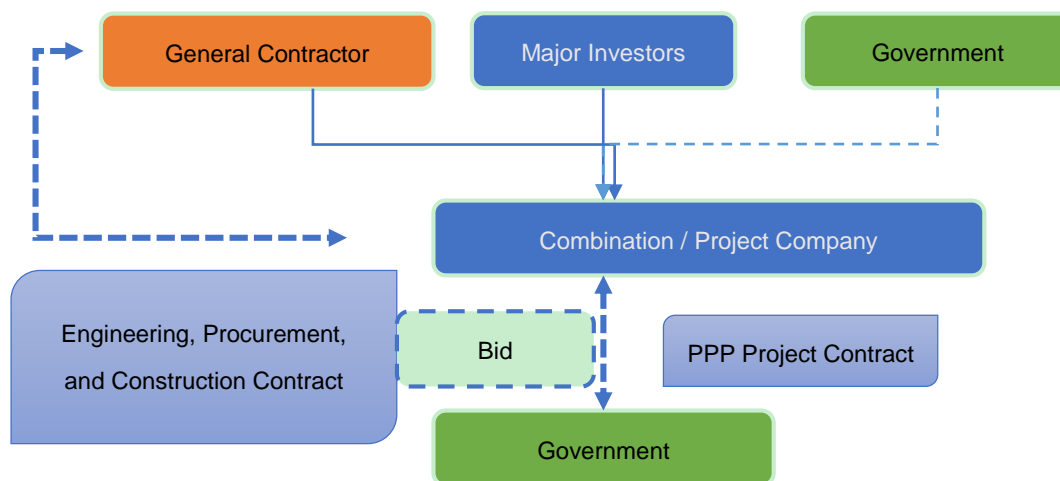 General Contractor
Major Investors
Government
Combination / Project Company
Engineering, Procurement,
and Construction Contract
Bid
PPP Project Contract
Government